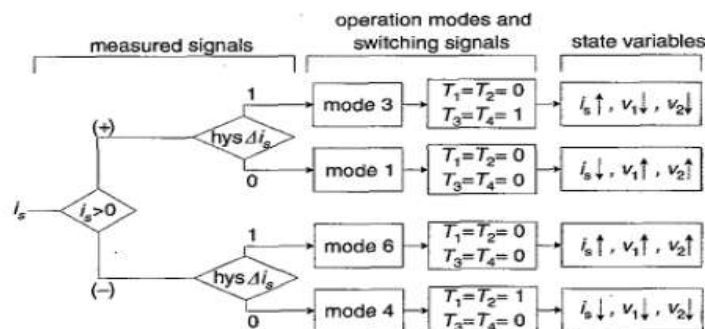 measured signals
operation modes and
switching signals
state variables
1
mode 3
T₁=T₂= 0
T₃=T₄= 1
iₛ↑ , v₁↓ , v₂↓
(+)
hys Δiₛ
0
mode 1
T₁=T₂= 0
T₃=T₄= 0
iₛ↓ , v₁↑ , v₂↑
iₛ
iₛ>0
1
mode 6
T₁=T₂= 0
T₃=T₄= 0
iₛ↑ , v₁↑ , v₂↑
(−)
hys Δiₛ
0
mode 4
T₁=T₂= 1
T₃=T₄= 0
iₛ↓ , v₁↓ , v₂↓